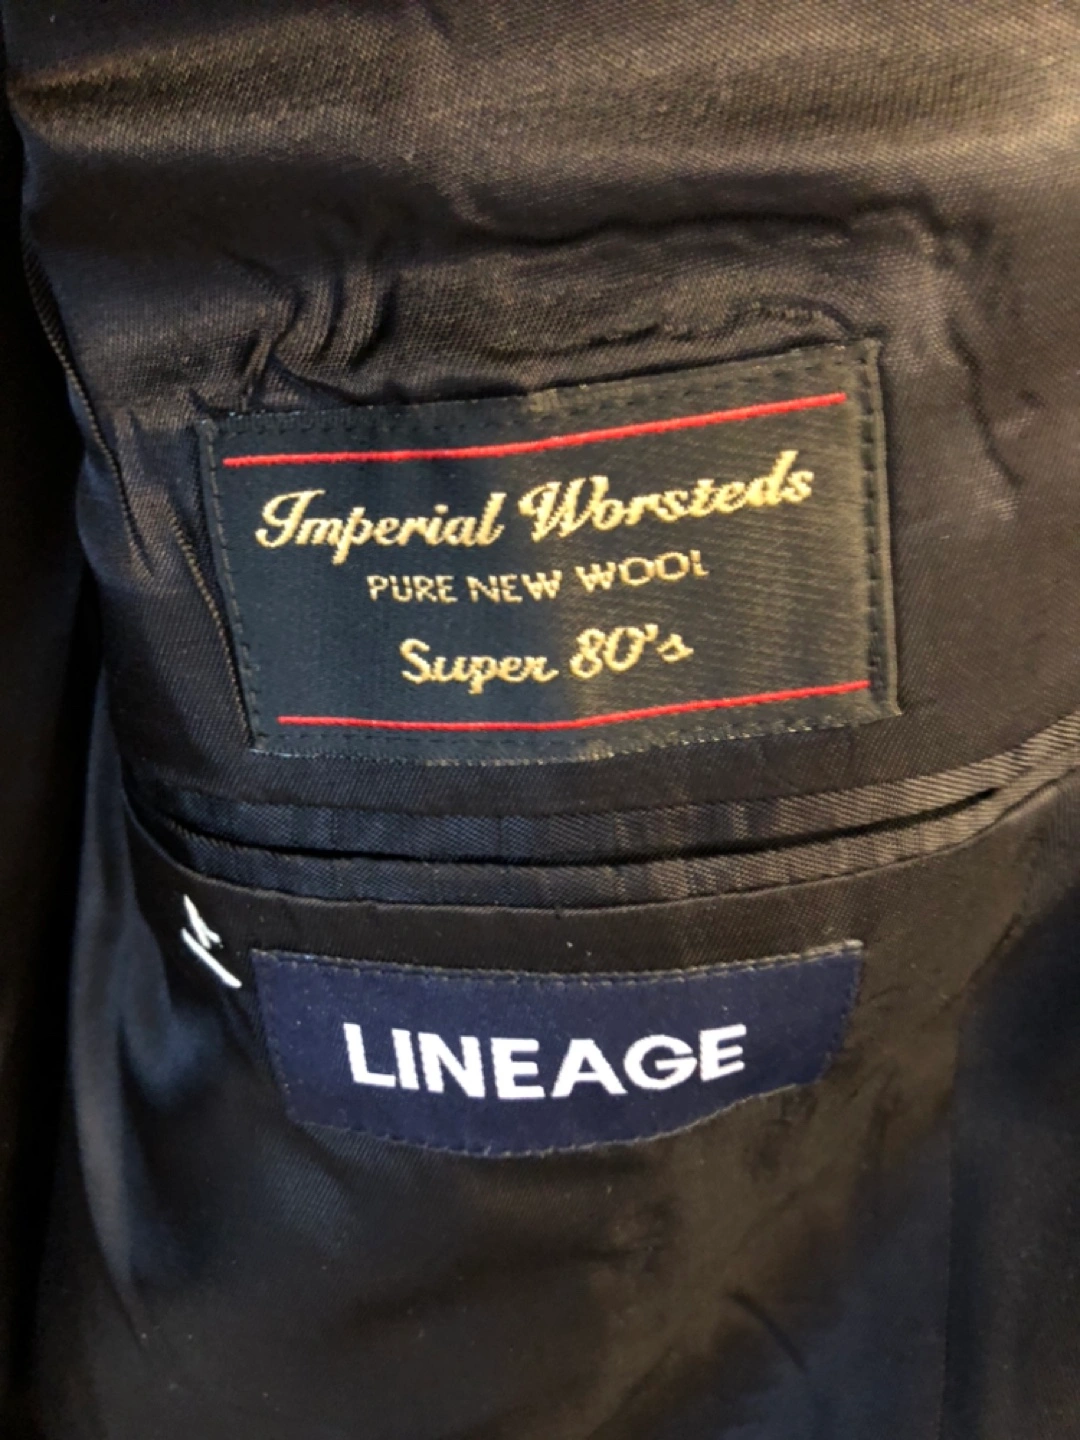 Imperial Worsteds
PURE NEW WOOL
Super 80's
LINEAGE